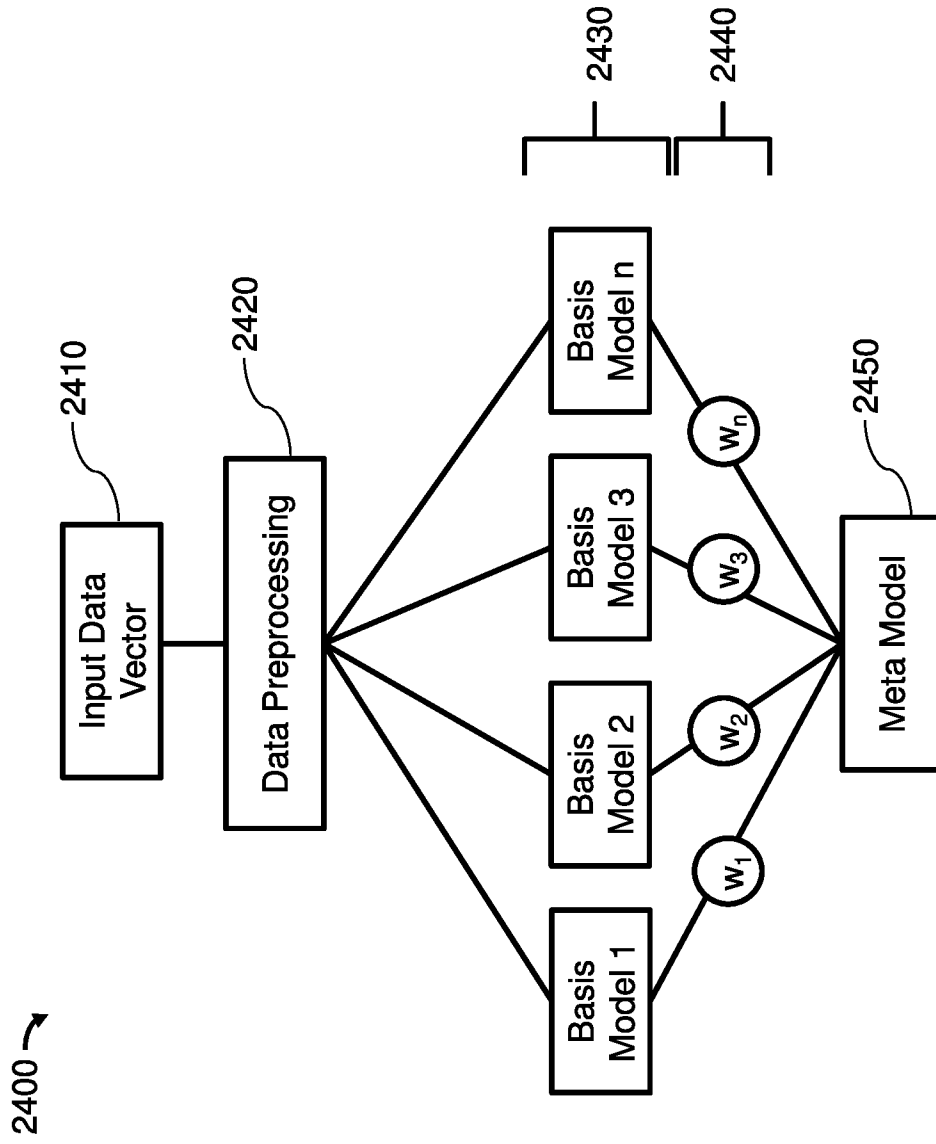 2400
Input Data
Vector
2410
Data Preprocessing
2420
Basis
Model 1
Basis
Model 2
Basis
Model 3
Basis
Model n
2430
w₁
w₂
w₃
wₙ
2440
Meta Model
2450